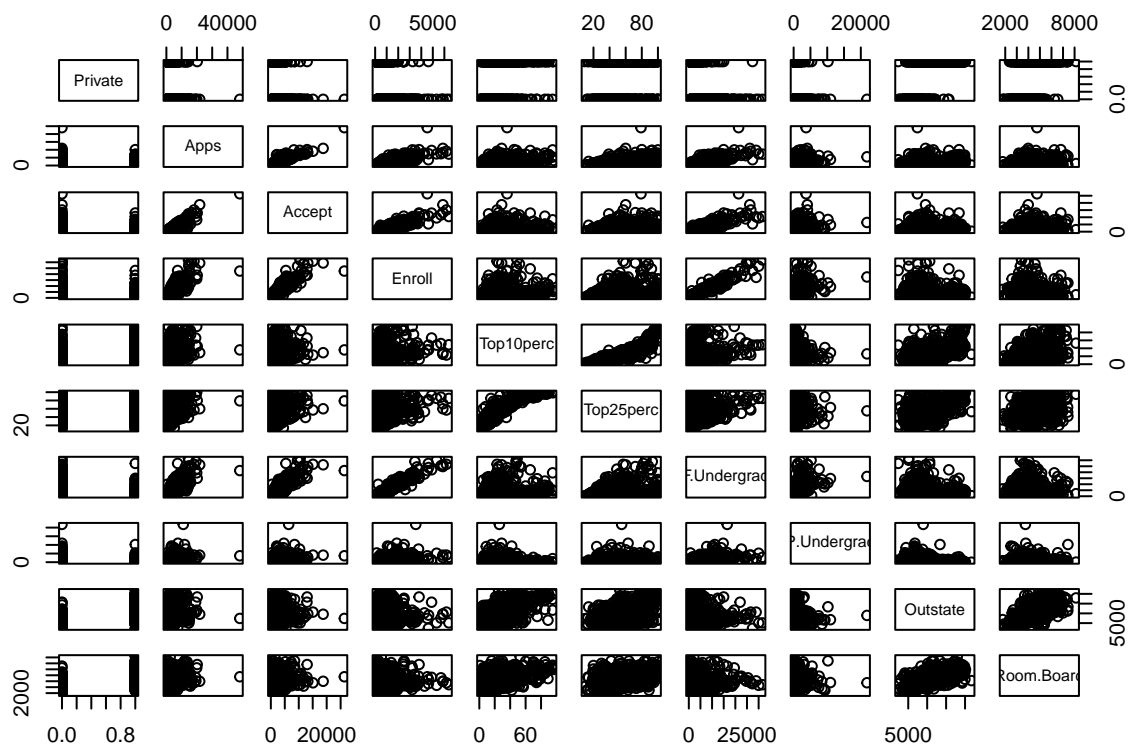 0 40000 0 5000 20 80 0 20000 2000 8000
Private 0.0
0 Apps
Accept 0
0 Enroll
Top10perc 0
20 Top25perc
F.Undergrad 0
0 P.Undergrad
Outstate 5000
2000 Room.Board
0.0 0.8 0 20000 0 60 0 25000 5000